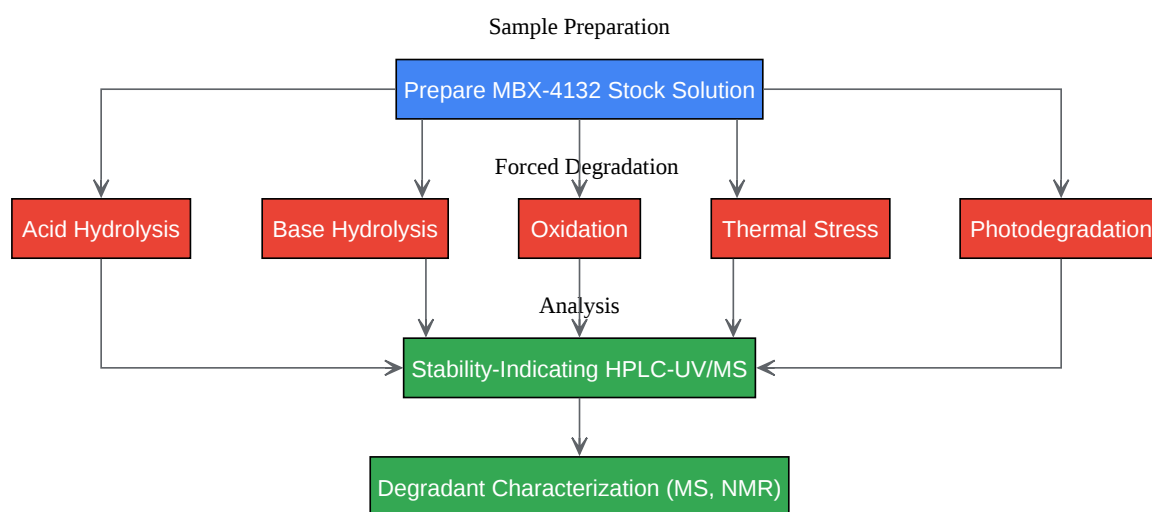 Sample Preparation
Prepare MBX-4132 Stock Solution
Forced Degradation
Acid Hydrolysis
Base Hydrolysis
Oxidation
Thermal Stress
Photodegradation
Analysis
Stability-Indicating HPLC-UV/MS
Degradant Characterization (MS, NMR)